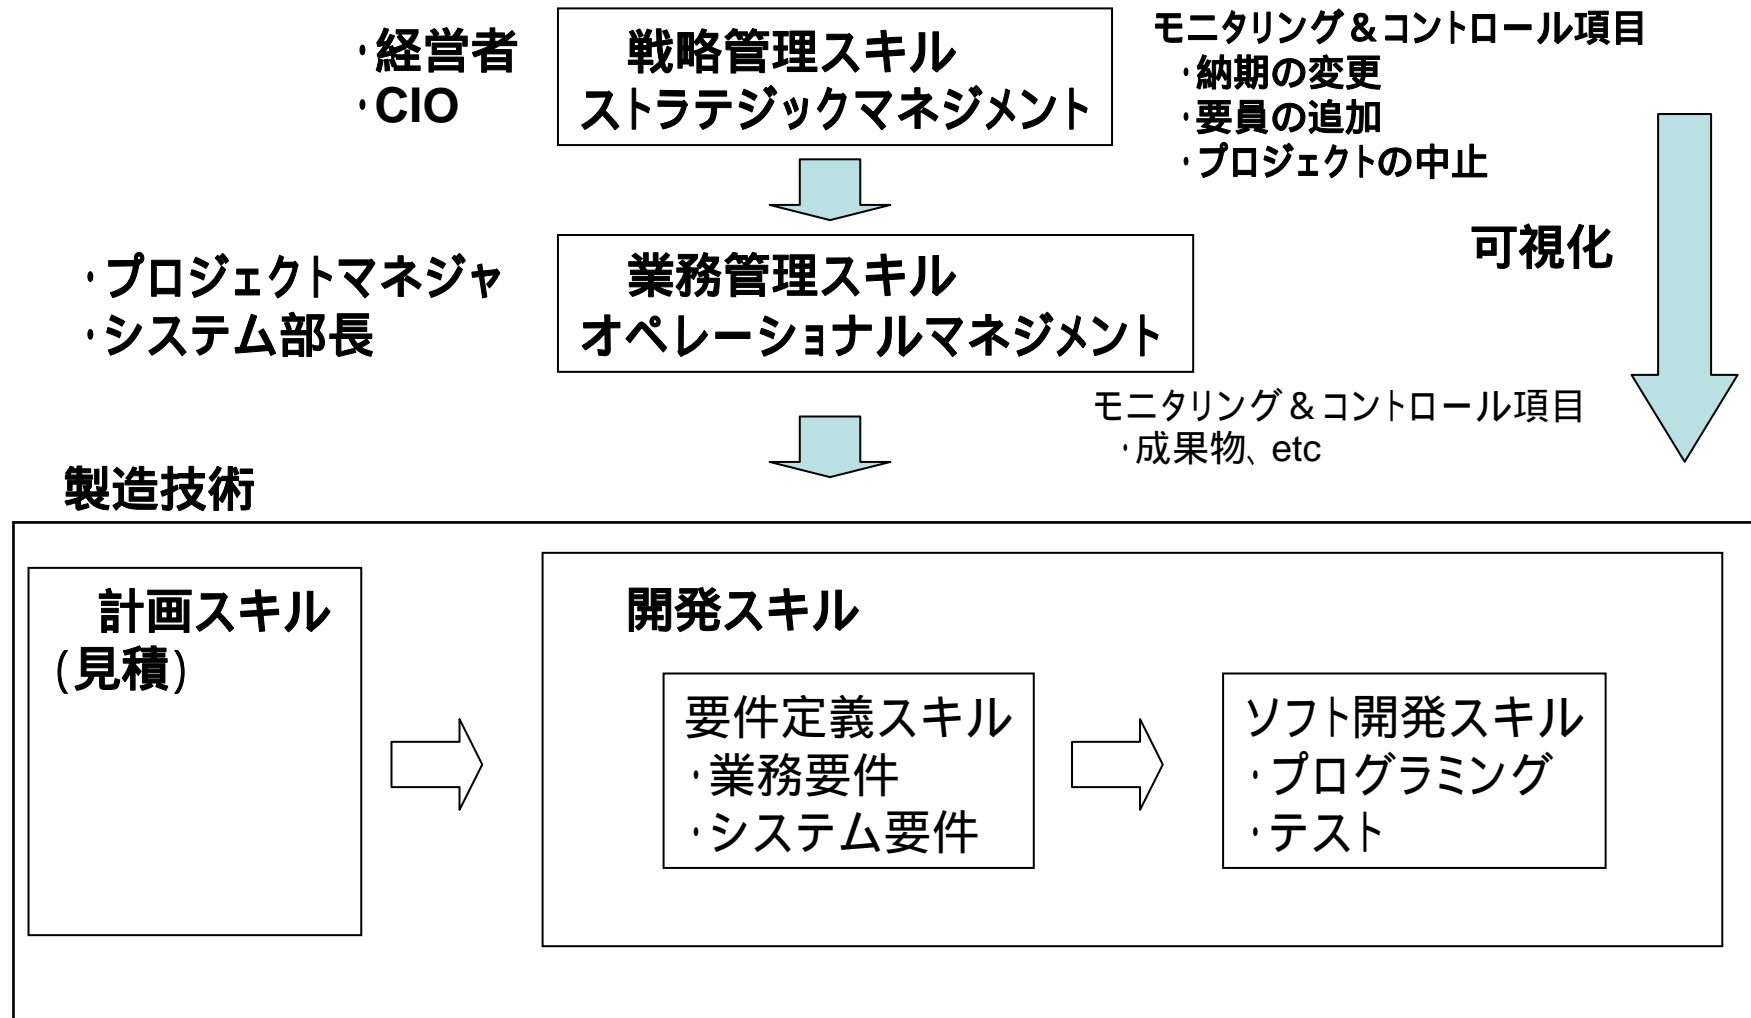 ・経営者
・CIO
戦略管理スキル
ストラテジックマネジメント
モニタリング＆コントロール項目
・納期の変更
・要員の追加
・プロジェクトの中止
可視化
・プロジェクトマネジャ
・システム部長
業務管理スキル
オペレーショナルマネジメント
モニタリング＆コントロール項目
・成果物、etc
製造技術
計画スキル
(見積)
開発スキル
要件定義スキル
・業務要件
・システム要件
ソフト開発スキル
・プログラミング
・テスト